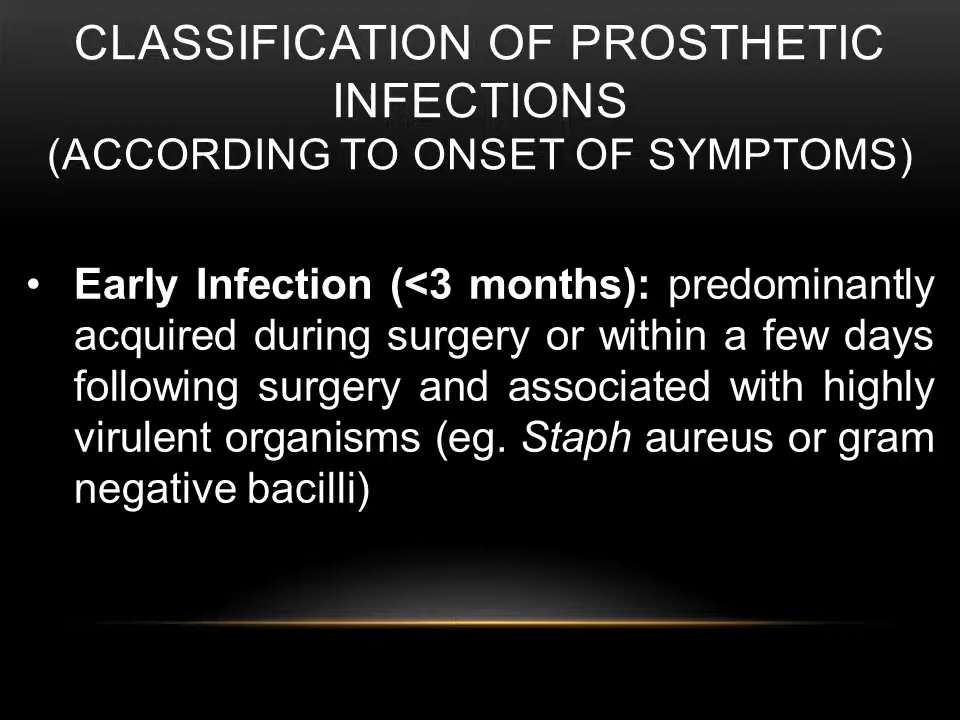 CLASSIFICATION OF PROSTHETIC
INFECTIONS
(ACCORDING TO ONSET OF SYMPTOMS)
• Early Infection (<3 months): predominantly
acquired during surgery or within a few days
following surgery and associated with highly
virulent organisms (eg. Staph aureus or gram
negative bacilli)